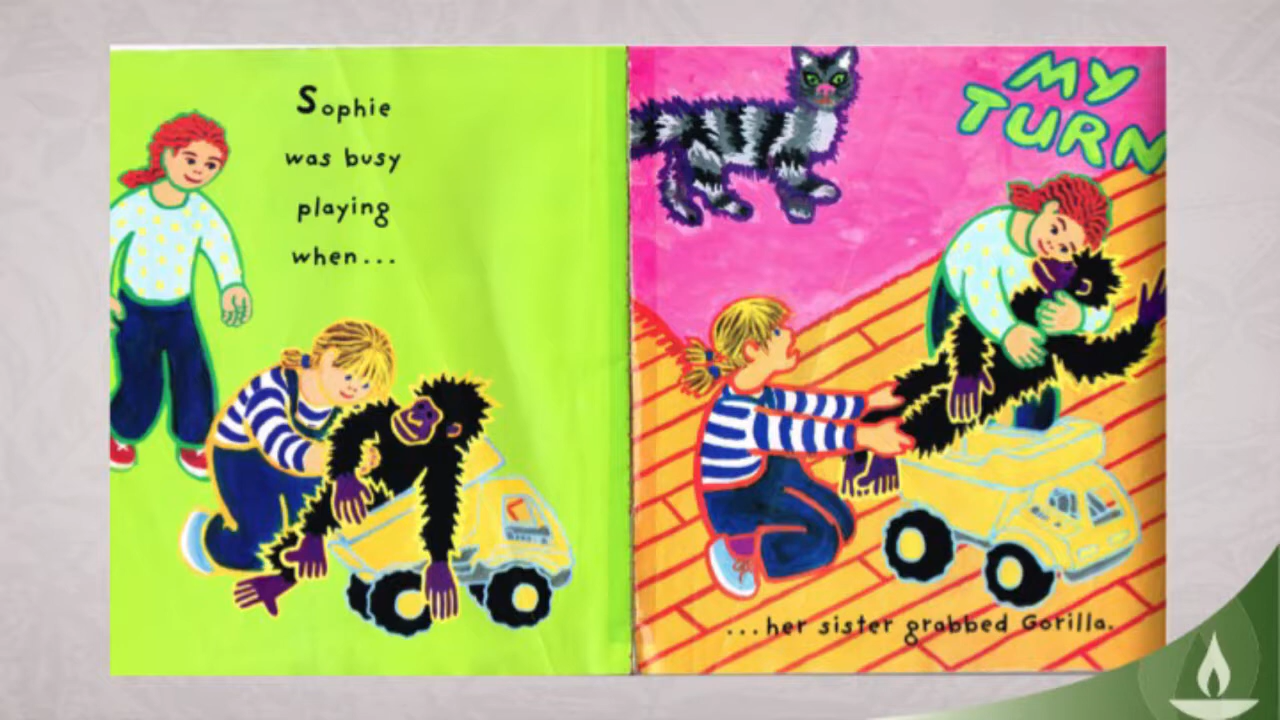 Sophie
was busy
playing
when...
MY
TURN
...her sister grabbed Gorilla.